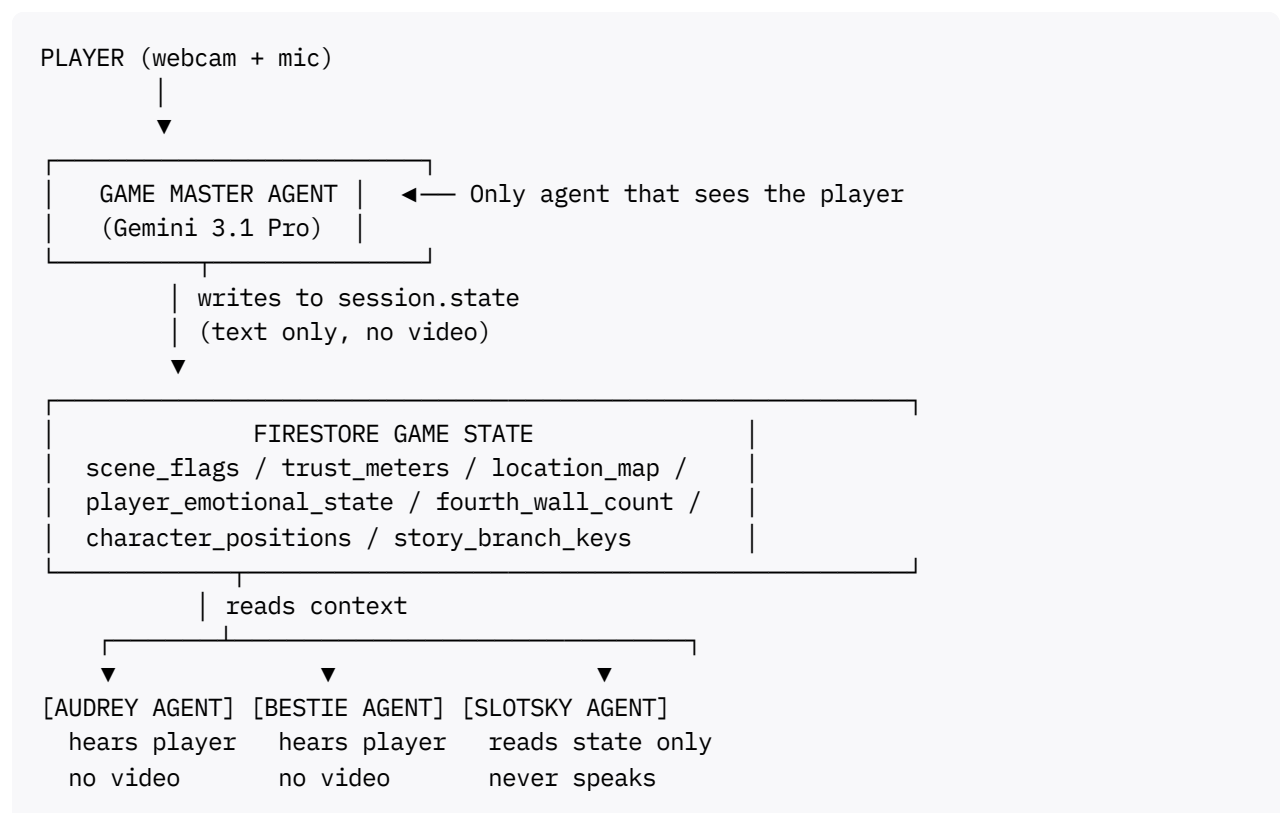 PLAYER (webcam + mic)
GAME MASTER AGENT ◄── Only agent that sees the player
(Gemini 3.1 Pro)
writes to session.state
(text only, no video)
FIRESTORE GAME STATE
scene_flags / trust_meters / location_map /
player_emotional_state / fourth_wall_count /
character_positions / story_branch_keys
reads context
[AUDREY AGENT] [BESTIE AGENT] [SLOTSKY AGENT]
hears player hears player reads state only
no video no video never speaks